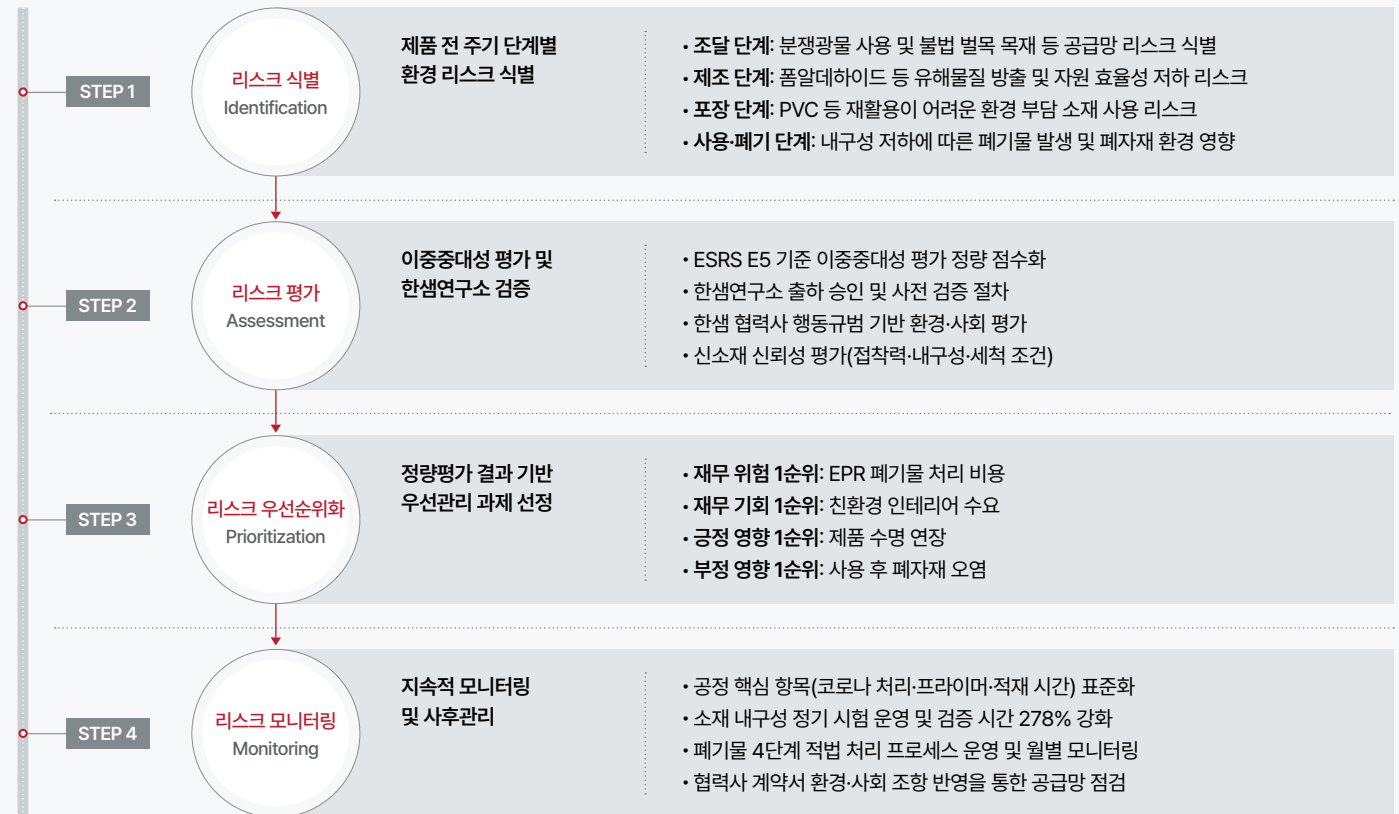 STEP 1
리스크 식별
Identification
제품 전 주기 단계별
환경 리스크 식별
• 조달 단계: 분쟁광물 사용 및 불법 벌목 목재 등 공급망 리스크 식별
• 제조 단계: 폼알데하이드 등 유해물질 방출 및 자원 효율성 저하 리스크
• 포장 단계: PVC 등 재활용이 어려운 환경 부담 소재 사용 리스크
• 사용·폐기 단계: 내구성 저하에 따른 폐기물 발생 및 폐자재 환경 영향
STEP 2
리스크 평가
Assessment
이중중대성 평가 및
한샘연구소 검증
• ESRS E5 기준 이중중대성 평가 정량 점수화
• 한샘연구소 출하 승인 및 사전 검증 절차
• 한샘 협력사 행동규범 기반 환경·사회 평가
• 신소재 신뢰성 평가(접착력·내구성·세척 조건)
STEP 3
리스크 우선순위화
Prioritization
정량평가 결과 기반
우선관리 과제 선정
• 재무 위험 1순위: EPR 폐기물 처리 비용
• 재무 기회 1순위: 친환경 인테리어 수요
• 긍정 영향 1순위: 제품 수명 연장
• 부정 영향 1순위: 사용 후 폐자재 오염
STEP 4
리스크 모니터링
Monitoring
지속적 모니터링
및 사후관리
• 공정 핵심 항목(코로나 처리·프라이머·적재 시간) 표준화
• 소재 내구성 정기 시험 운영 및 검증 시간 278% 강화
• 폐기물 4단계 적법 처리 프로세스 운영 및 월별 모니터링
• 협력사 계약서 환경·사회 조항 반영을 통한 공급망 점검